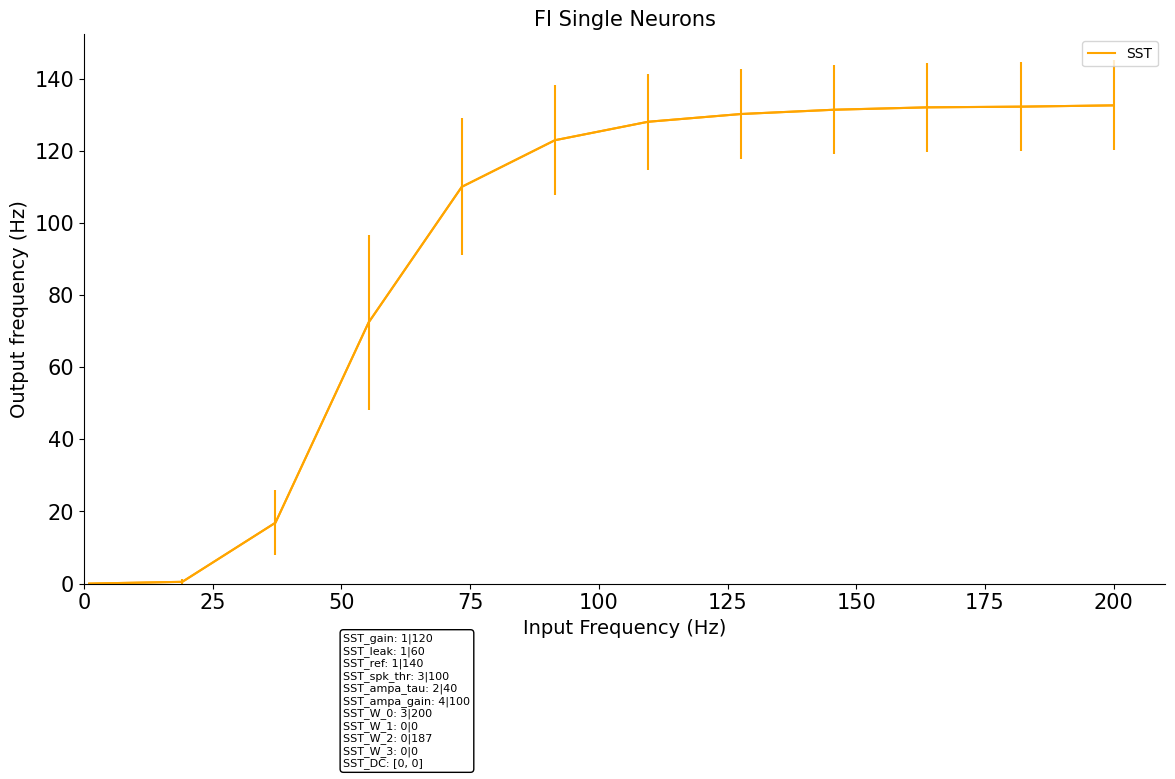 FI Single Neurons
SST
140
120
100
80
60
40
20
0
Output frequency (Hz)
0 25 50 75 100 125 150 175 200
Input Frequency (Hz)
SST_gain: 1|120
SST_leak: 1|60
SST_ref: 1|140
SST_spk_thr: 3|100
SST_ampa_tau: 2|40
SST_ampa_gain: 4|100
SST_W_0: 3|200
SST_W_1: 0|0
SST_W_2: 0|187
SST_W_3: 0|0
SST_DC: [0, 0]